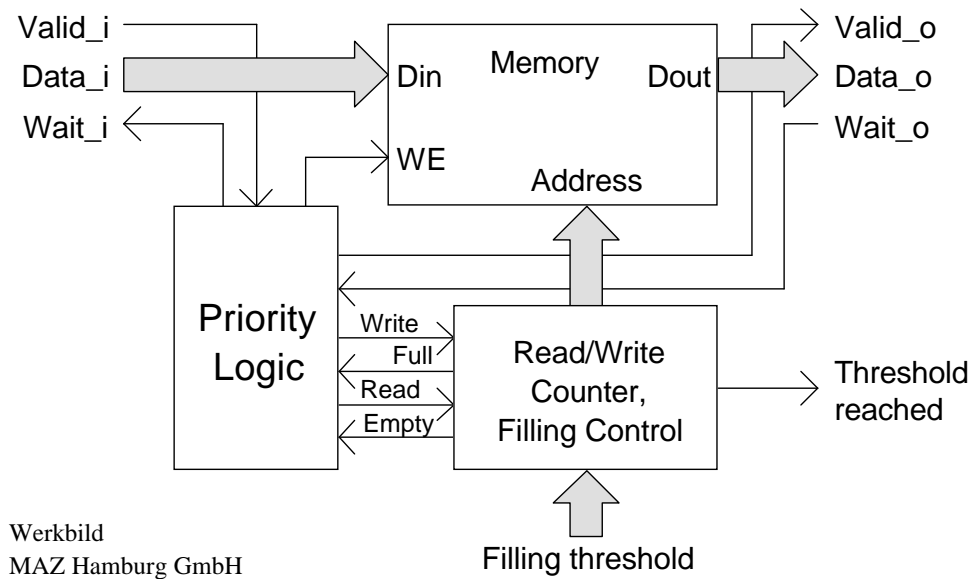 Valid_i
Data_i
Wait_i
Din
Memory
Dout
WE
Address
Valid_o
Data_o
Wait_o
Priority
Logic
Write
Full
Read
Empty
Read/Write
Counter,
Filling Control
Threshold
reached
Filling threshold
Werkbild
MAZ Hamburg GmbH